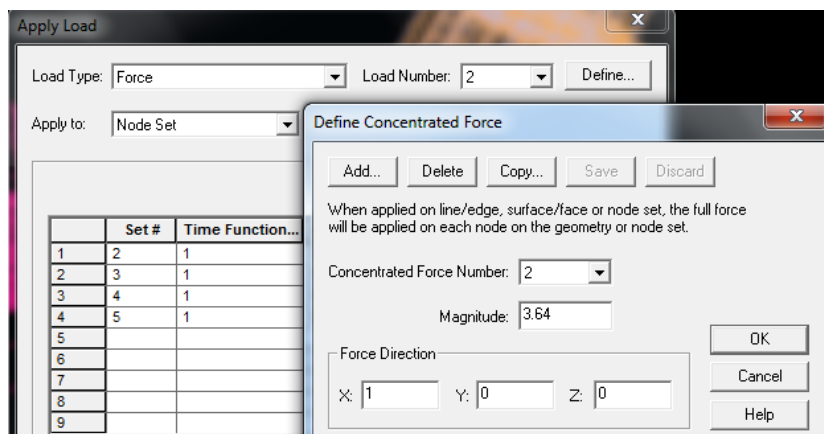 Apply Load
x
Load Type: Force Load Number: 2 Define...
Apply to: Node Set
Define Concentrated Force
x
Add... Delete Copy... Save Discard
When applied on line/edge, surface/face or node set, the full force
will be applied on each node on the geometry or node set.
Set # Time Function...
1 2 1
2 3 1
3 4 1
4 5 1
5
6
7
8
9
Concentrated Force Number: 2
Magnitude: 3.64
Force Direction
X: 1 Y: 0 Z: 0
OK
Cancel
Help